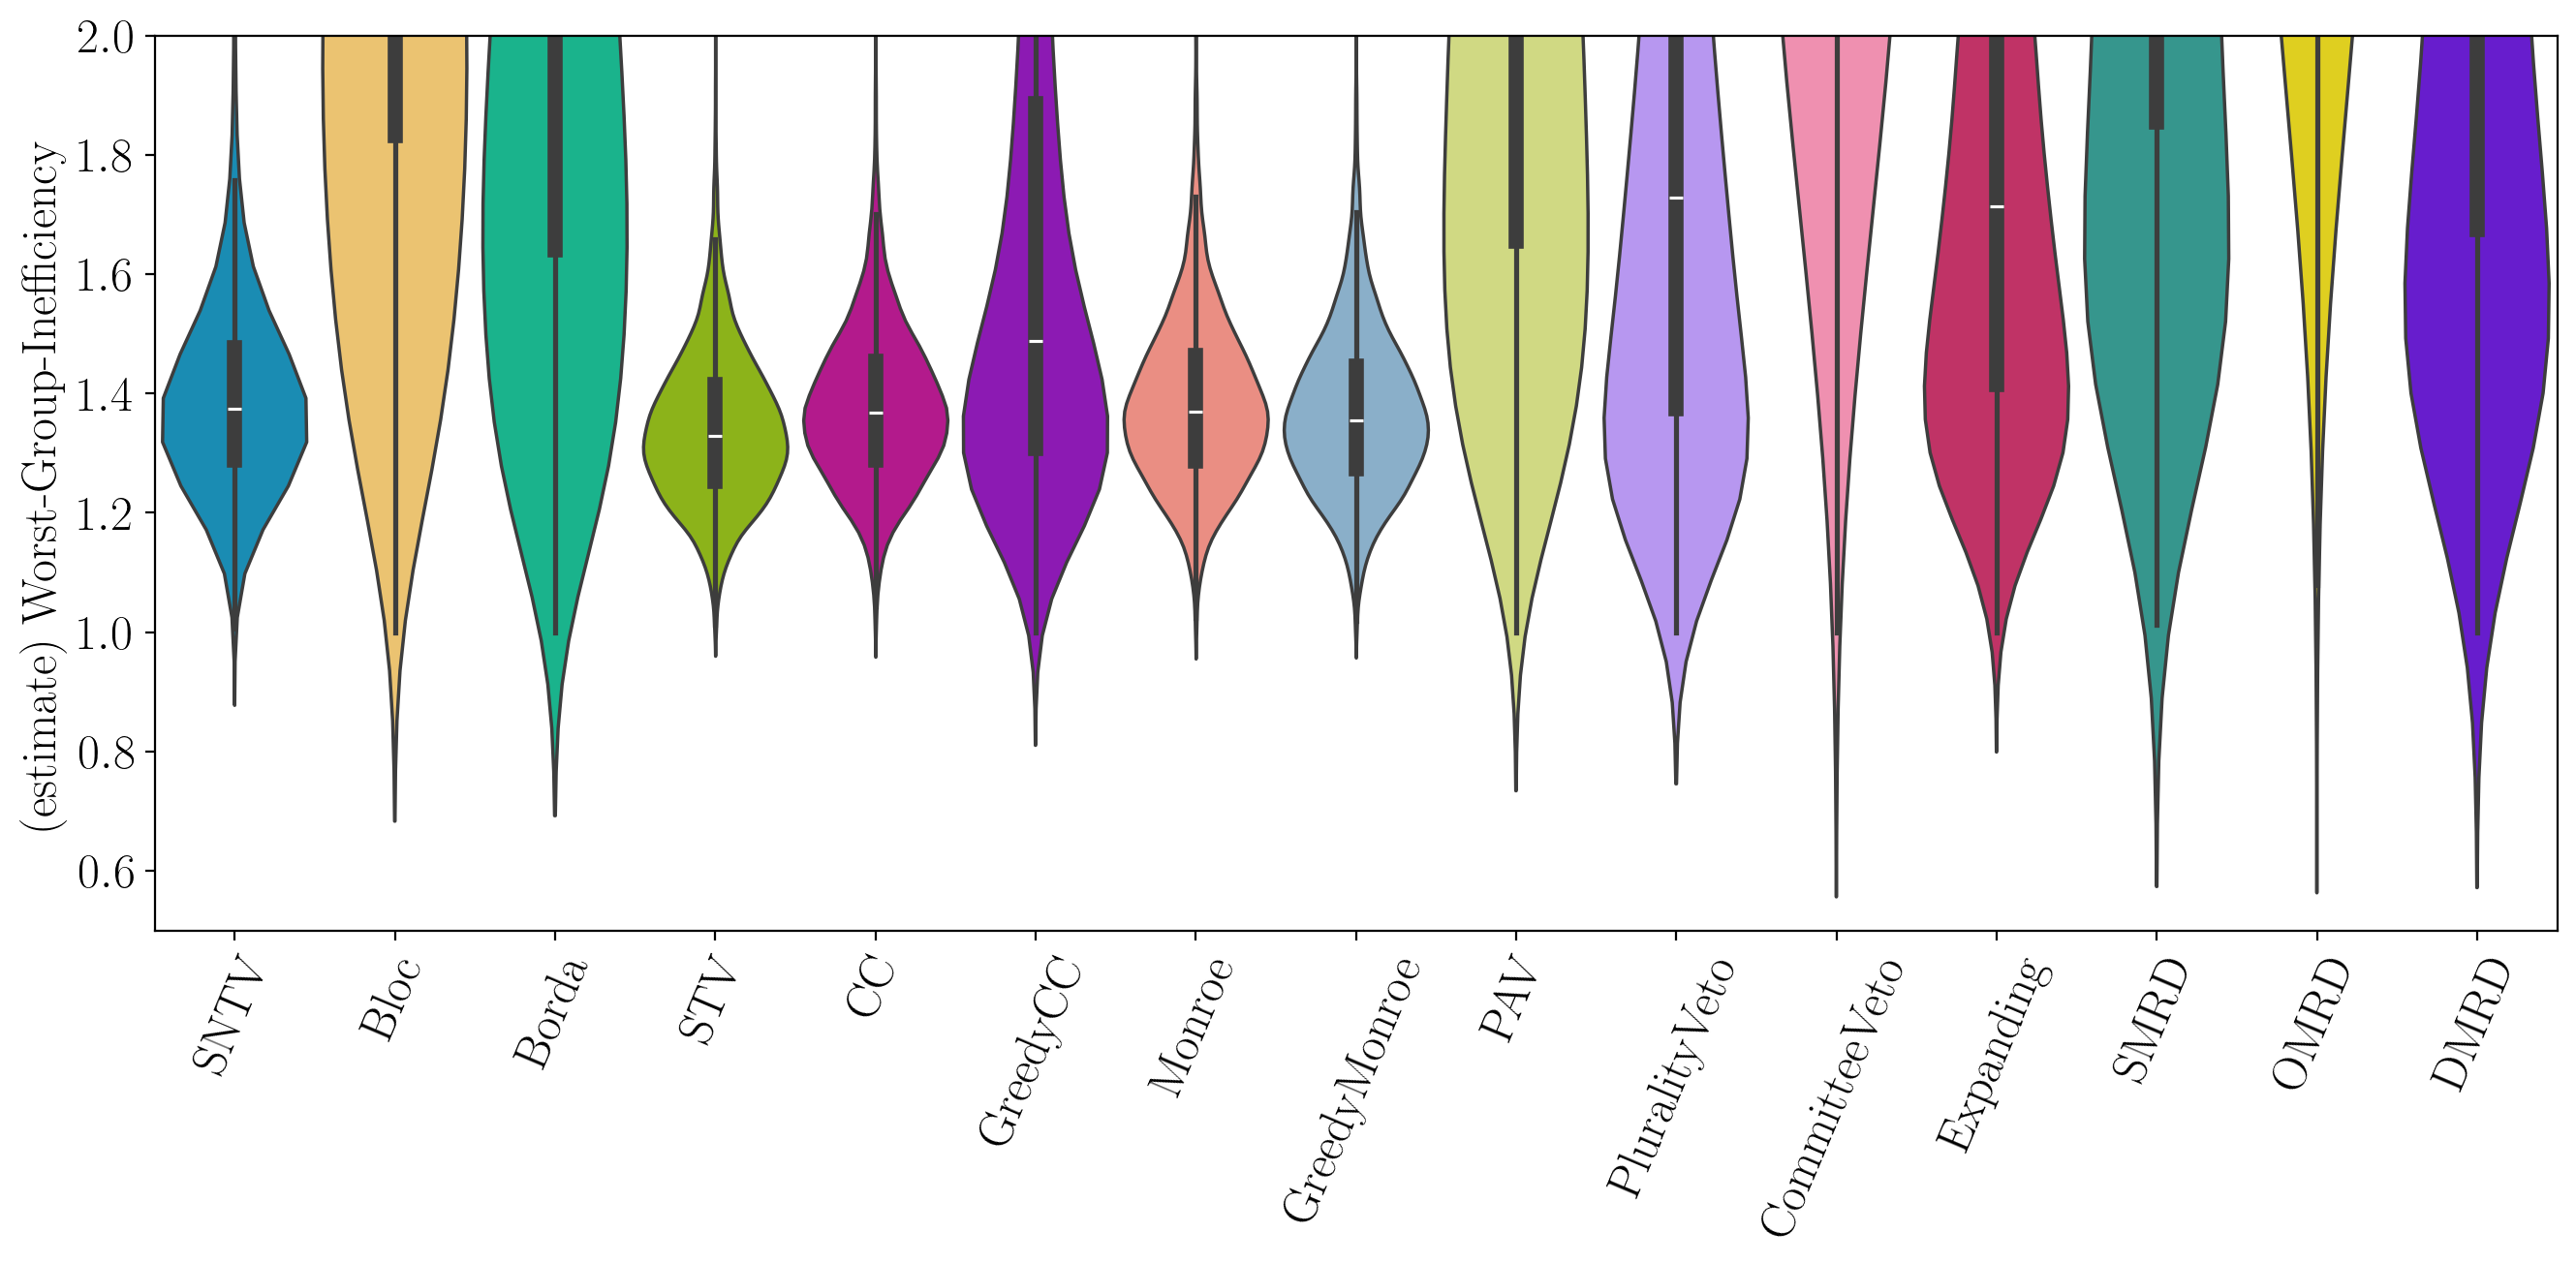 (estimate) Worst-Group-Inefficiency
2.0
1.8
1.6
1.4
1.2
1.0
0.8
0.6
SNTV
Bloc
Borda
STV
CC
GreedyCC
Monroe
GreedyMonroe
PAV
PluralityVeto
CommitteeVeto
Expanding
SMRD
OMRD
DMRD